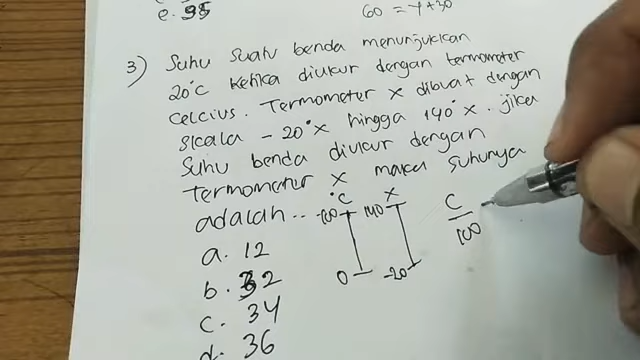 e. 95
60 = -y + 30
3) Suhu suatu benda menunjukkan
20°C ketika diukur dengan termometer
celcius. Termometer x dibuat dengan
skala -20°x hingga 140°x. jika
Suhu benda diukur dengan
termometer x maka suhunya
adalah..
°C x
100 140
C
100
0 -20
a. 12
b. 32
c. 34
d. 36